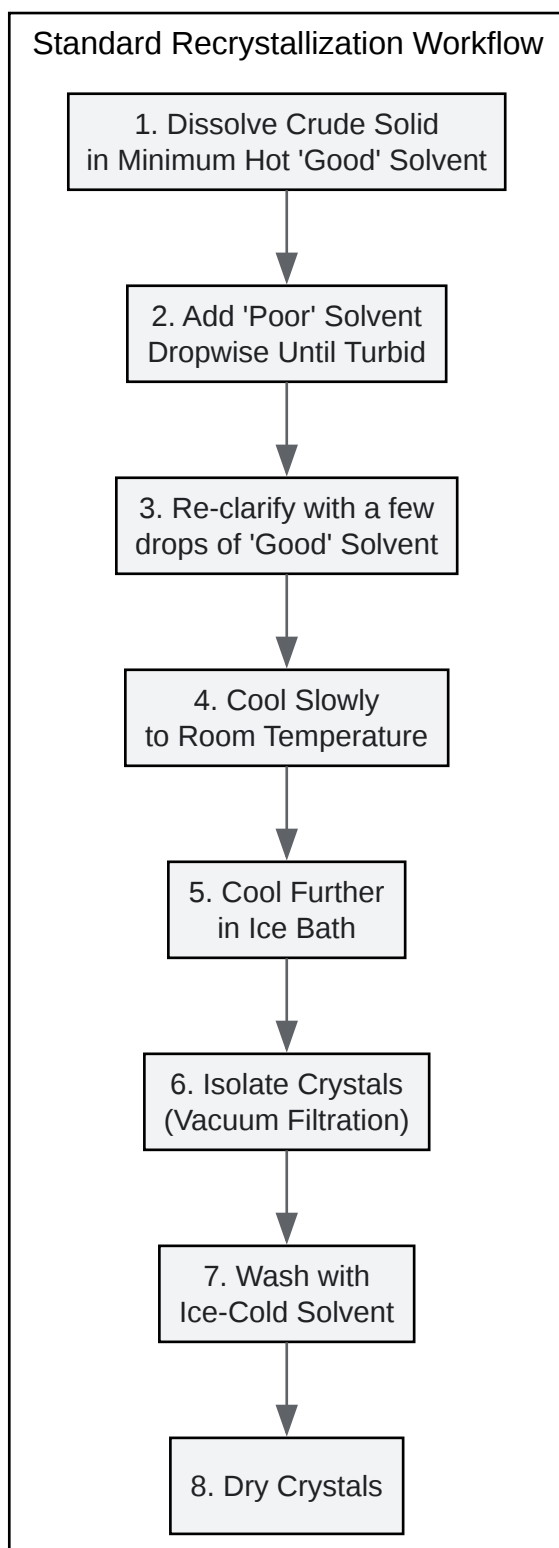 Standard Recrystallization Workflow
1. Dissolve Crude Solid
in Minimum Hot 'Good' Solvent
2. Add 'Poor' Solvent
Dropwise Until Turbid
3. Re-clarify with a few
drops of 'Good' Solvent
4. Cool Slowly
to Room Temperature
5. Cool Further
in Ice Bath
6. Isolate Crystals
(Vacuum Filtration)
7. Wash with
Ice-Cold Solvent
8. Dry Crystals